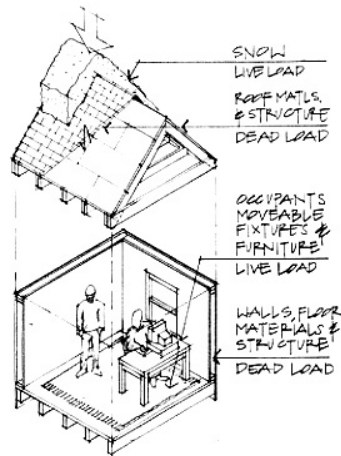 SNOW
LIVE LOAD
ROOF MATLS.
& STRUCTURE
DEAD LOAD
OCCUPANTS
MOVEABLE
FIXTURES &
FURNITURE
LIVE LOAD
WALLS, FLOOR
MATERIALS &
STRUCTURE
DEAD LOAD